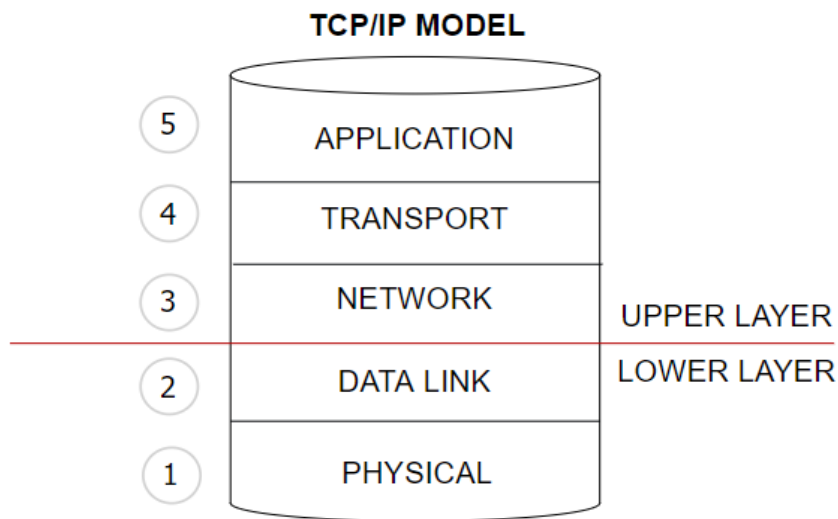 TCP/IP MODEL
5
APPLICATION
4
TRANSPORT
3
NETWORK
UPPER LAYER
LOWER LAYER
2
DATA LINK
1
PHYSICAL